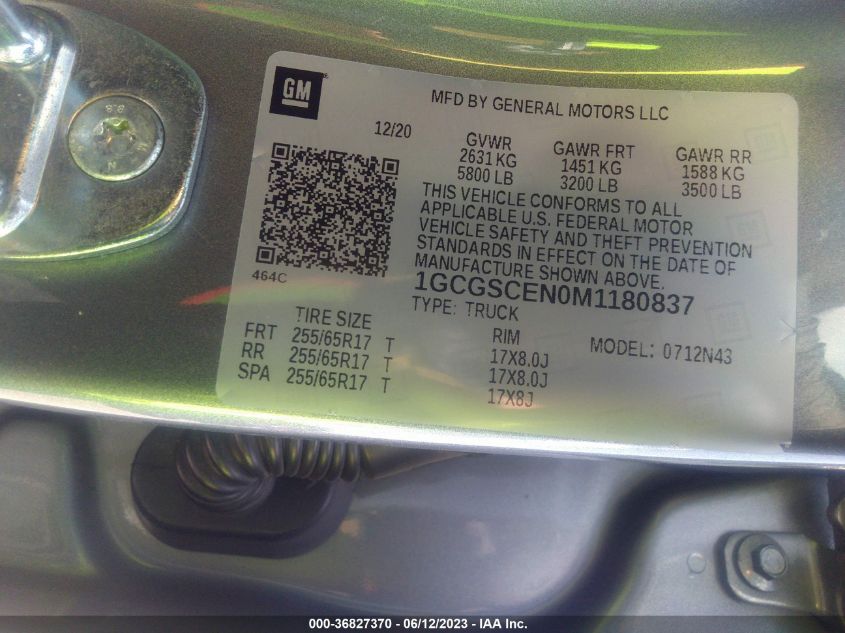 GM
MFD BY GENERAL MOTORS LLC
12/20
GVWR GAWR FRT GAWR RR
2631 KG 1451 KG 1588 KG
5800 LB 3200 LB 3500 LB
THIS VEHICLE CONFORMS TO ALL
APPLICABLE U.S. FEDERAL MOTOR
VEHICLE SAFETY AND THEFT PREVENTION
STANDARDS IN EFFECT ON THE DATE OF
MANUFACTURE SHOWN ABOVE.
464C
1GCGSCEN0M1180837
TYPE: TRUCK
TIRE SIZE RIM
FRT 255/65R17 T 17X8.0J
RR 255/65R17 T 17X8.0J
SPA 255/65R17 T 17X8J
MODEL: 0712N43
000-36827370 - 06/12/2023 - IAA Inc.